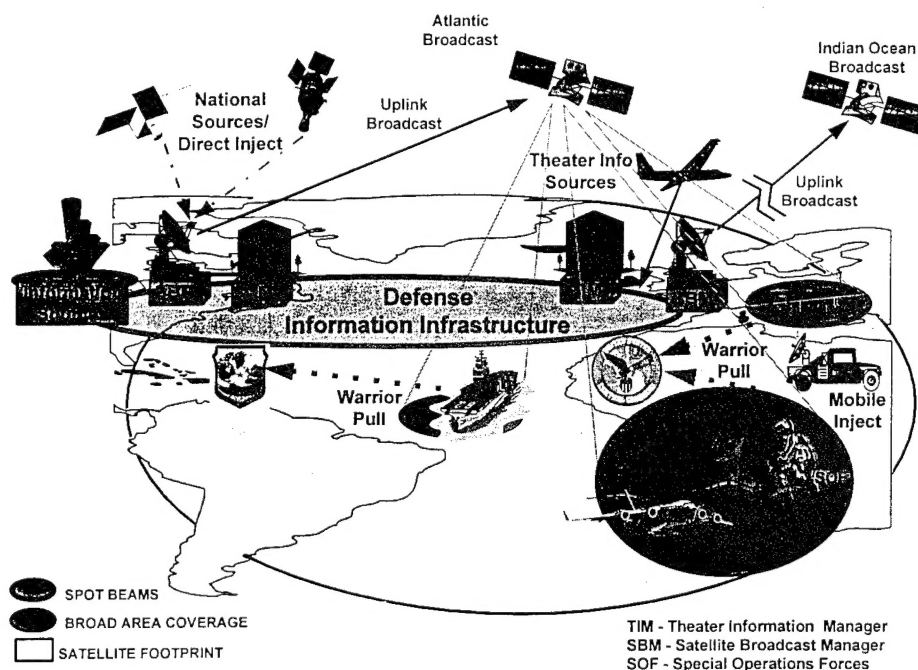 Atlantic
Broadcast
Indian Ocean
Broadcast
National
Sources/
Direct Inject
Uplink
Broadcast
Theater Info
Sources
Uplink
Broadcast
SBM
Defense
Information Infrastructure
Warrior
Pull
Warrior
Pull
Mobile
Inject
SOF
SPOT BEAMS
BROAD AREA COVERAGE
SATELLITE FOOTPRINT
TIM - Theater Information Manager
SBM - Satellite Broadcast Manager
SOF - Special Operations Forces